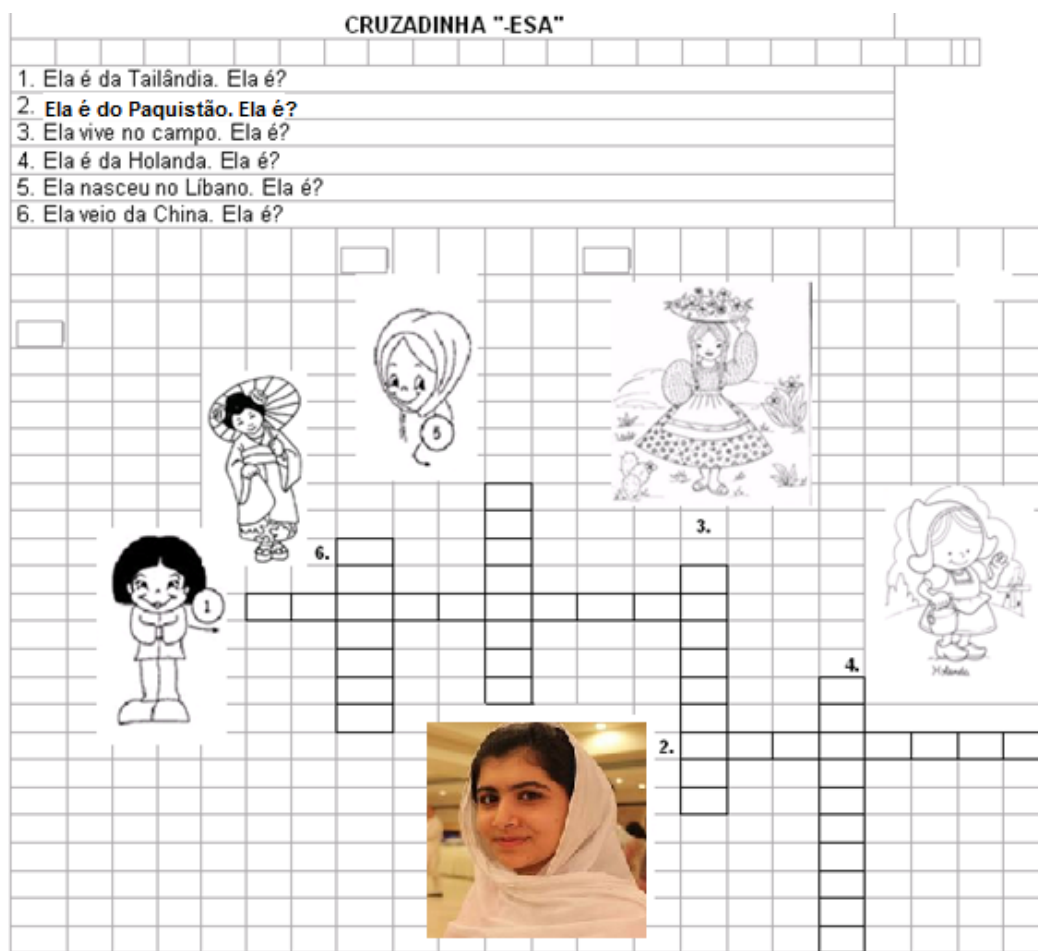 CRUZADINHA "-ESA"
1. Ela é da Tailândia. Ela é?
2. Ela é do Paquistão. Ela é?
3. Ela vive no campo. Ela é?
4. Ela é da Holanda. Ela é?
5. Ela nasceu no Líbano. Ela é?
6. Ela veio da China. Ela é?
5
3.
6.
1
4.
Holanda
2.